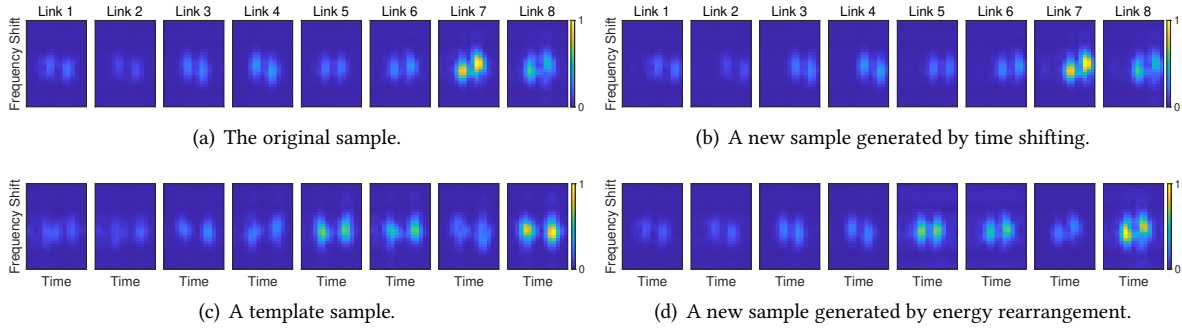 Link 1 Link 2 Link 3 Link 4 Link 5 Link 6 Link 7 Link 8
Frequency Shift
1
0
(a) The original sample.
Link 1 Link 2 Link 3 Link 4 Link 5 Link 6 Link 7 Link 8
Frequency Shift
1
0
(b) A new sample generated by time shifting.
Frequency Shift
1
0
Time Time Time Time Time Time Time Time
(c) A template sample.
Frequency Shift
1
0
Time Time Time Time Time Time Time Time
(d) A new sample generated by energy rearrangement.